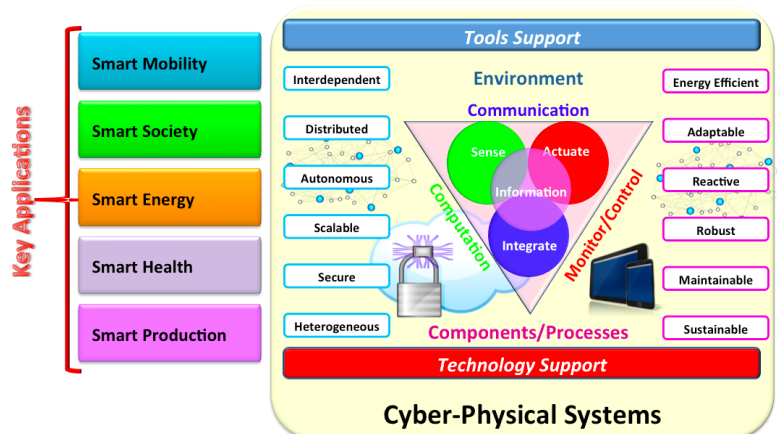 Key Applications
Smart Mobility
Smart Society
Smart Energy
Smart Health
Smart Production
Tools Support
Interdependent
Distributed
Autonomous
Scalable
Secure
Heterogeneous
Environment
Communication
Sense
Actuate
Information
Integrate
Computation
Monitor/Control
Components/Processes
Energy Efficient
Adaptable
Reactive
Robust
Maintainable
Sustainable
Technology Support
Cyber-Physical Systems